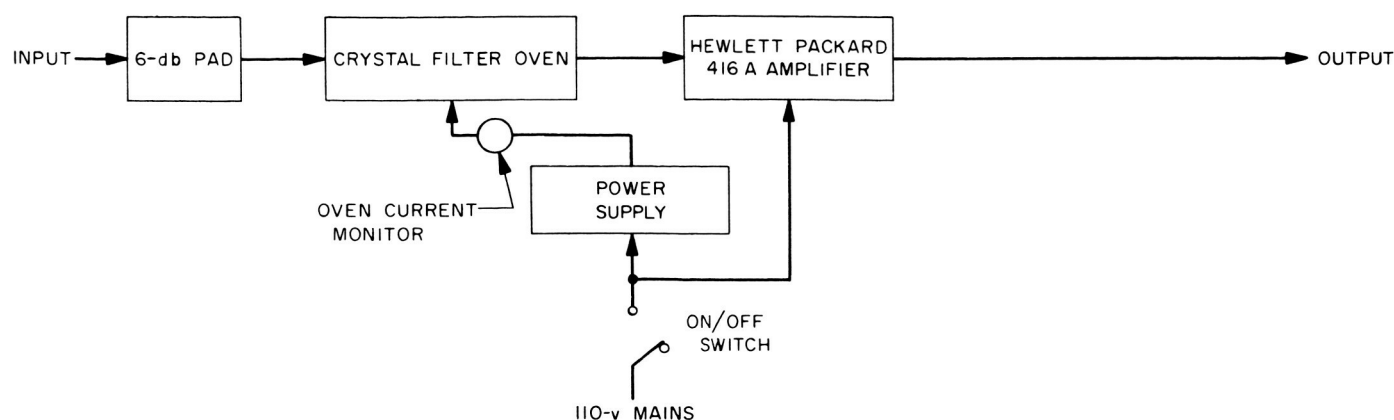 INPUT
6-db PAD
CRYSTAL FILTER OVEN
HEWLETT PACKARD
416 A AMPLIFIER
OUTPUT
OVEN CURRENT
MONITOR
POWER
SUPPLY
ON/OFF
SWITCH
110-v MAINS